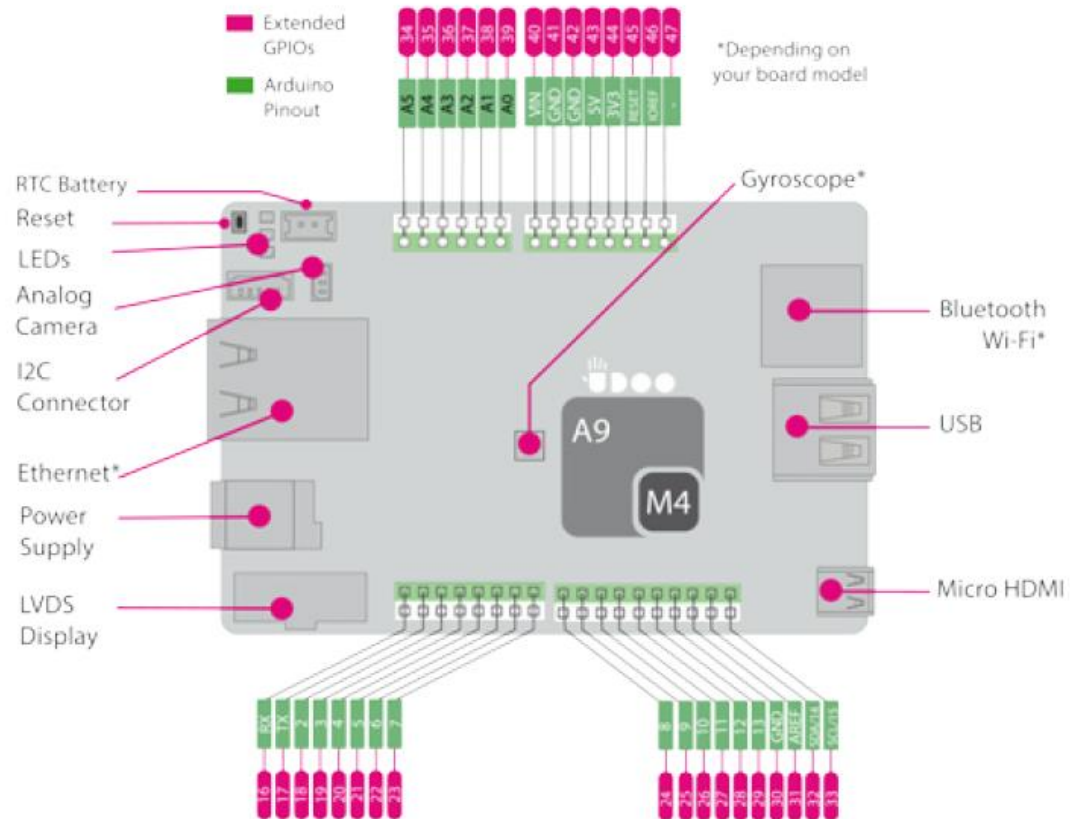 Extended
GPIOs
Arduino
Pinout
34 35 36 37 38 39 40 41 42 43 44 45 46 47
A5 A4 A3 A2 A1 A0 VIN GND GND 5V 3V3 RESET IOREF -
*Depending on
your board model
RTC Battery
Reset
LEDs
Analog
Camera
I2C
Connector
Ethernet*
Power
Supply
LVDS
Display
Gyroscope*
Bluetooth
Wi-Fi*
USB
Micro HDMI
A9
M4
RX TX 2 3 4 5 6 7 8 9 10 11 12 13 GND AREF SDA/14 SCL/15
16 17 18 19 20 21 22 23 24 25 26 27 28 29 30 31 32 33